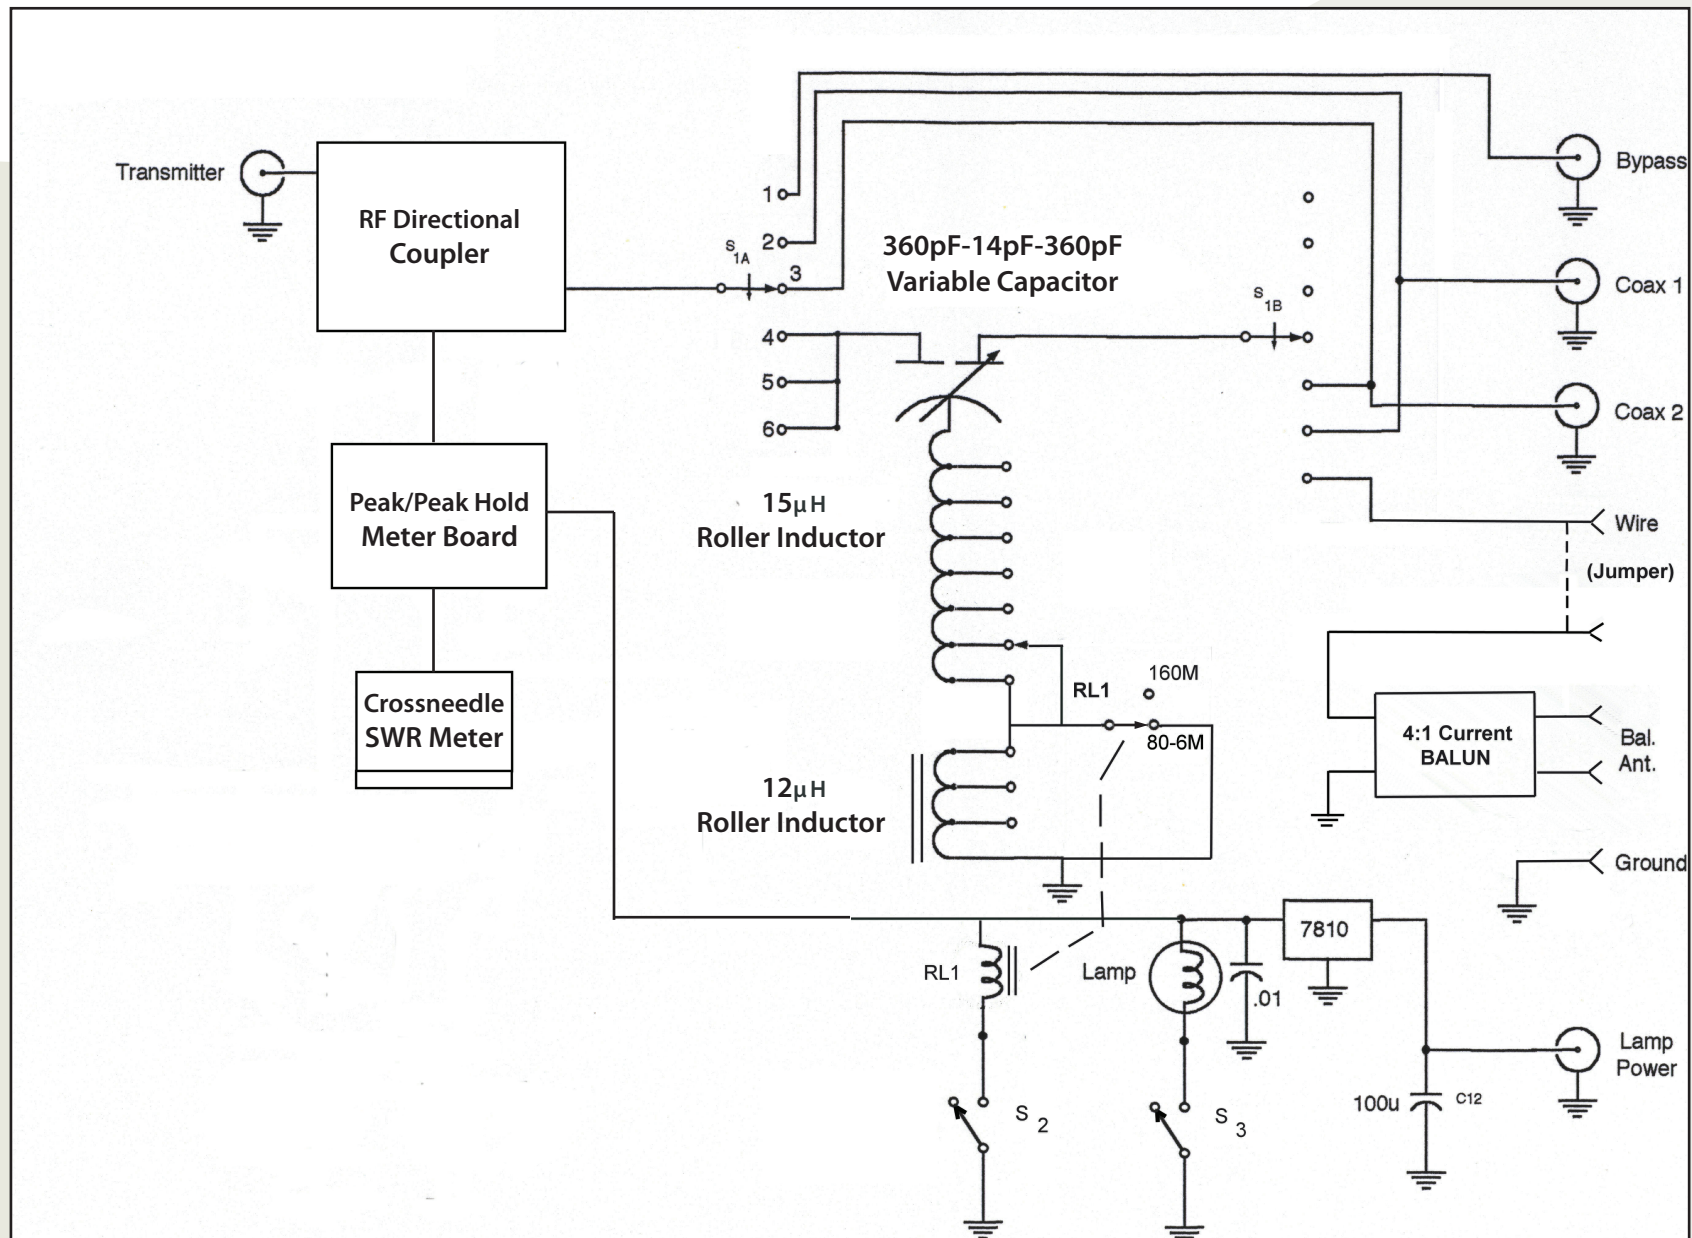 Transmitter
RF Directional
Coupler
Peak/Peak Hold
Meter Board
Crossneedle
SWR Meter
S1A
1
2
3
4
5
6
360pF-14pF-360pF
Variable Capacitor
S1B
15µH
Roller Inductor
12µH
Roller Inductor
RL1
160M
80-6M
Bypass
Coax 1
Coax 2
Wire
(Jumper)
4:1 Current
BALUN
Bal.
Ant.
Ground
RL1
Lamp
.01
7810
S2
S3
100u
C12
Lamp
Power